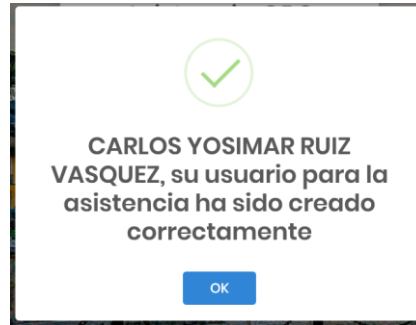 CARLOS YOSIMAR RUIZ
VASQUEZ, su usuario para la
asistencia ha sido creado
correctamente
OK